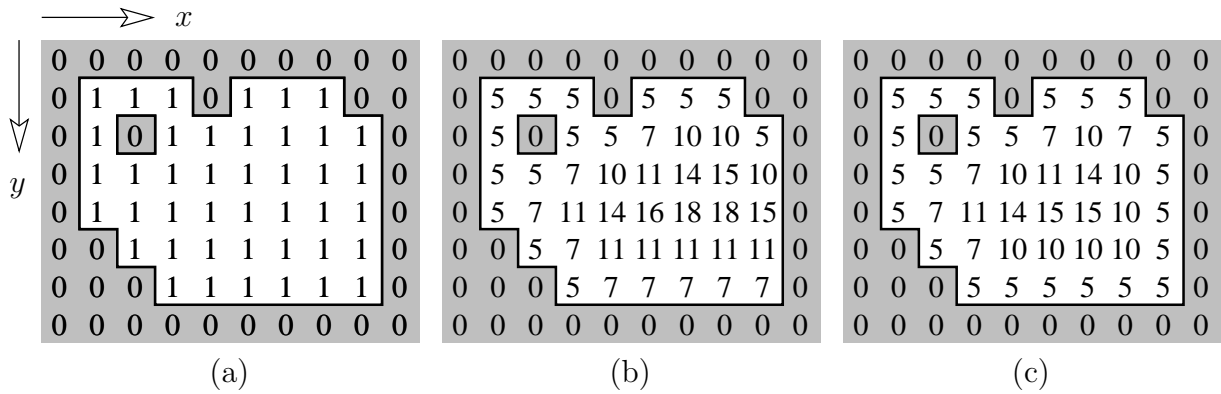 x
y
0 0 0 0 0 0 0 0 0 0
0 1 1 1 0 1 1 1 0 0
0 1 0 1 1 1 1 1 1 0
0 1 1 1 1 1 1 1 1 0
0 1 1 1 1 1 1 1 1 0
0 0 1 1 1 1 1 1 1 0
0 0 0 1 1 1 1 1 1 0
0 0 0 0 0 0 0 0 0 0
(a)
0 0 0 0 0 0 0 0 0 0
0 5 5 5 0 5 5 5 0 0
0 5 0 5 5 7 10 10 5 0
0 5 5 7 10 11 14 15 10 0
0 5 7 11 14 16 18 18 15 0
0 0 5 7 11 11 11 11 11 0
0 0 0 5 7 7 7 7 7 0
0 0 0 0 0 0 0 0 0 0
(b)
0 0 0 0 0 0 0 0 0 0
0 5 5 5 0 5 5 5 0 0
0 5 0 5 5 7 10 7 5 0
0 5 5 7 10 11 14 10 5 0
0 5 7 11 14 15 15 10 5 0
0 0 5 7 10 10 10 10 5 0
0 0 0 5 5 5 5 5 5 0
0 0 0 0 0 0 0 0 0 0
(c)